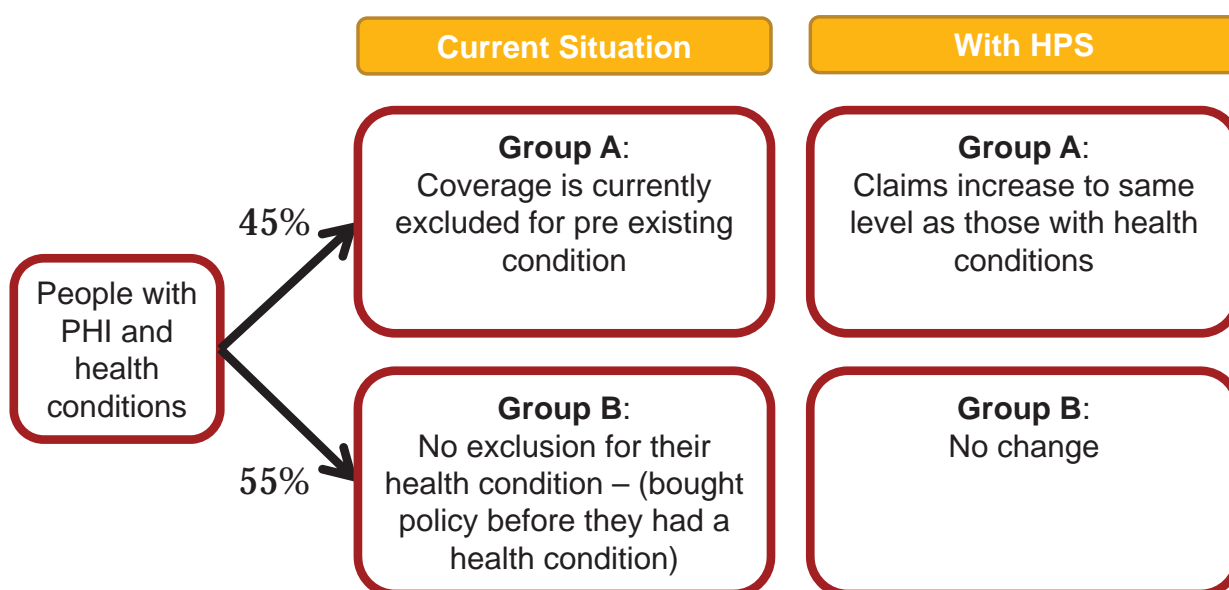 Current Situation
With HPS
People with
PHI and
health
conditions
45%
55%
Group A:
Coverage is currently
excluded for pre existing
condition
Group A:
Claims increase to same
level as those with health
conditions
Group B:
No exclusion for their
health condition – (bought
policy before they had a
health condition)
Group B:
No change